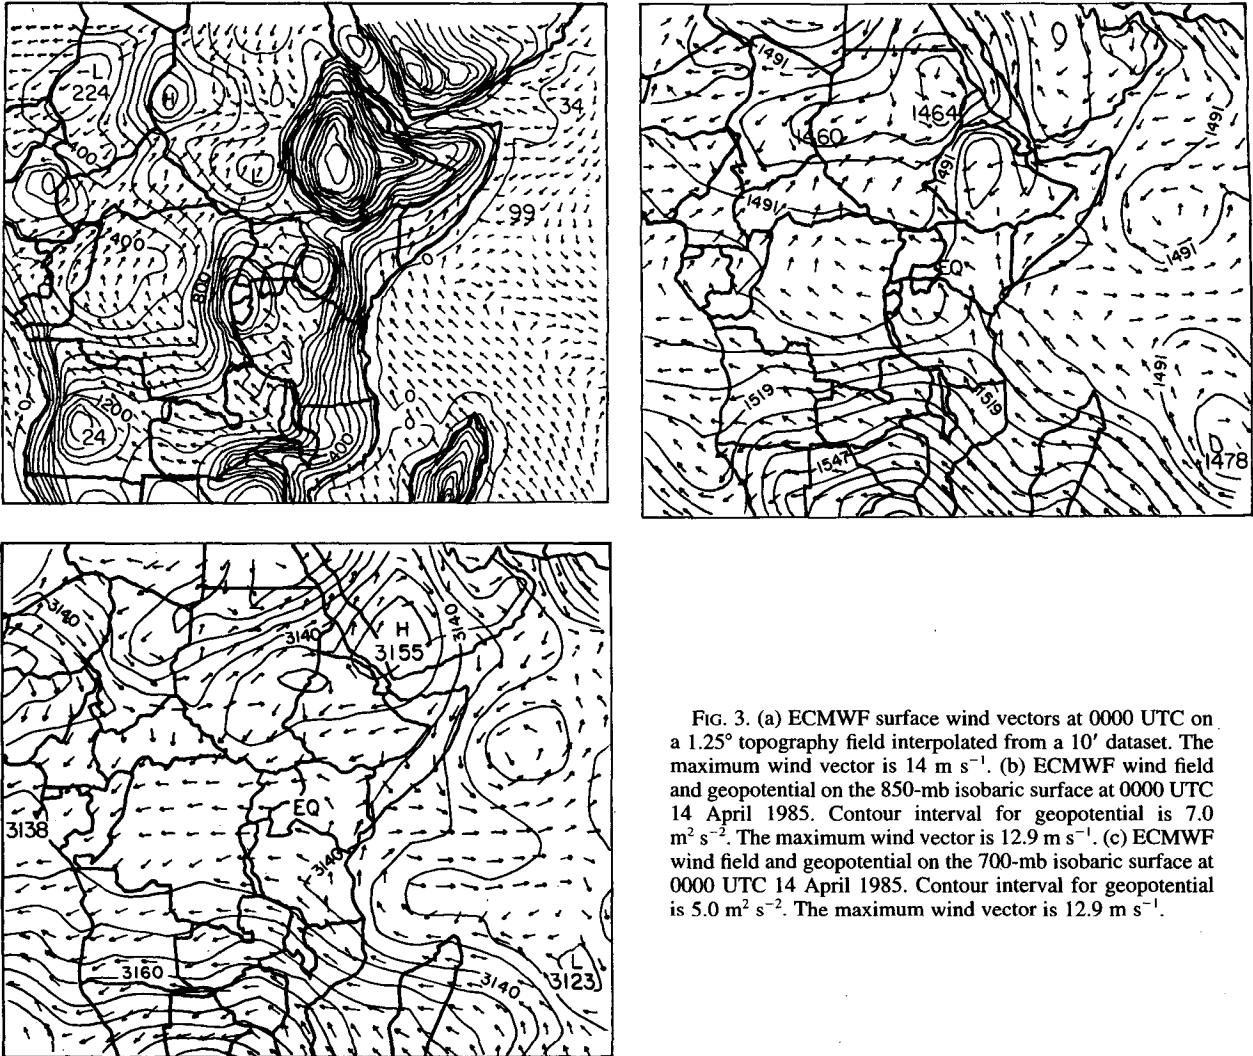 L
224
H
34
400
L
99
400
0
800
1200
24
0
0
0
400
1491
1464
1460
1491
1491
1491
1491
EQ
1491
1519
1519
1547
1478
3140
3140
H
3155
3140
EQ
3138
3140
3160
L
3123
3140
FIG. 3. (a) ECMWF surface wind vectors at 0000 UTC on
a 1.25° topography field interpolated from a 10′ dataset. The
maximum wind vector is 14 m s⁻¹. (b) ECMWF wind field
and geopotential on the 850-mb isobaric surface at 0000 UTC
14 April 1985. Contour interval for geopotential is 7.0
m² s⁻². The maximum wind vector is 12.9 m s⁻¹. (c) ECMWF
wind field and geopotential on the 700-mb isobaric surface at
0000 UTC 14 April 1985. Contour interval for geopotential
is 5.0 m² s⁻². The maximum wind vector is 12.9 m s⁻¹.